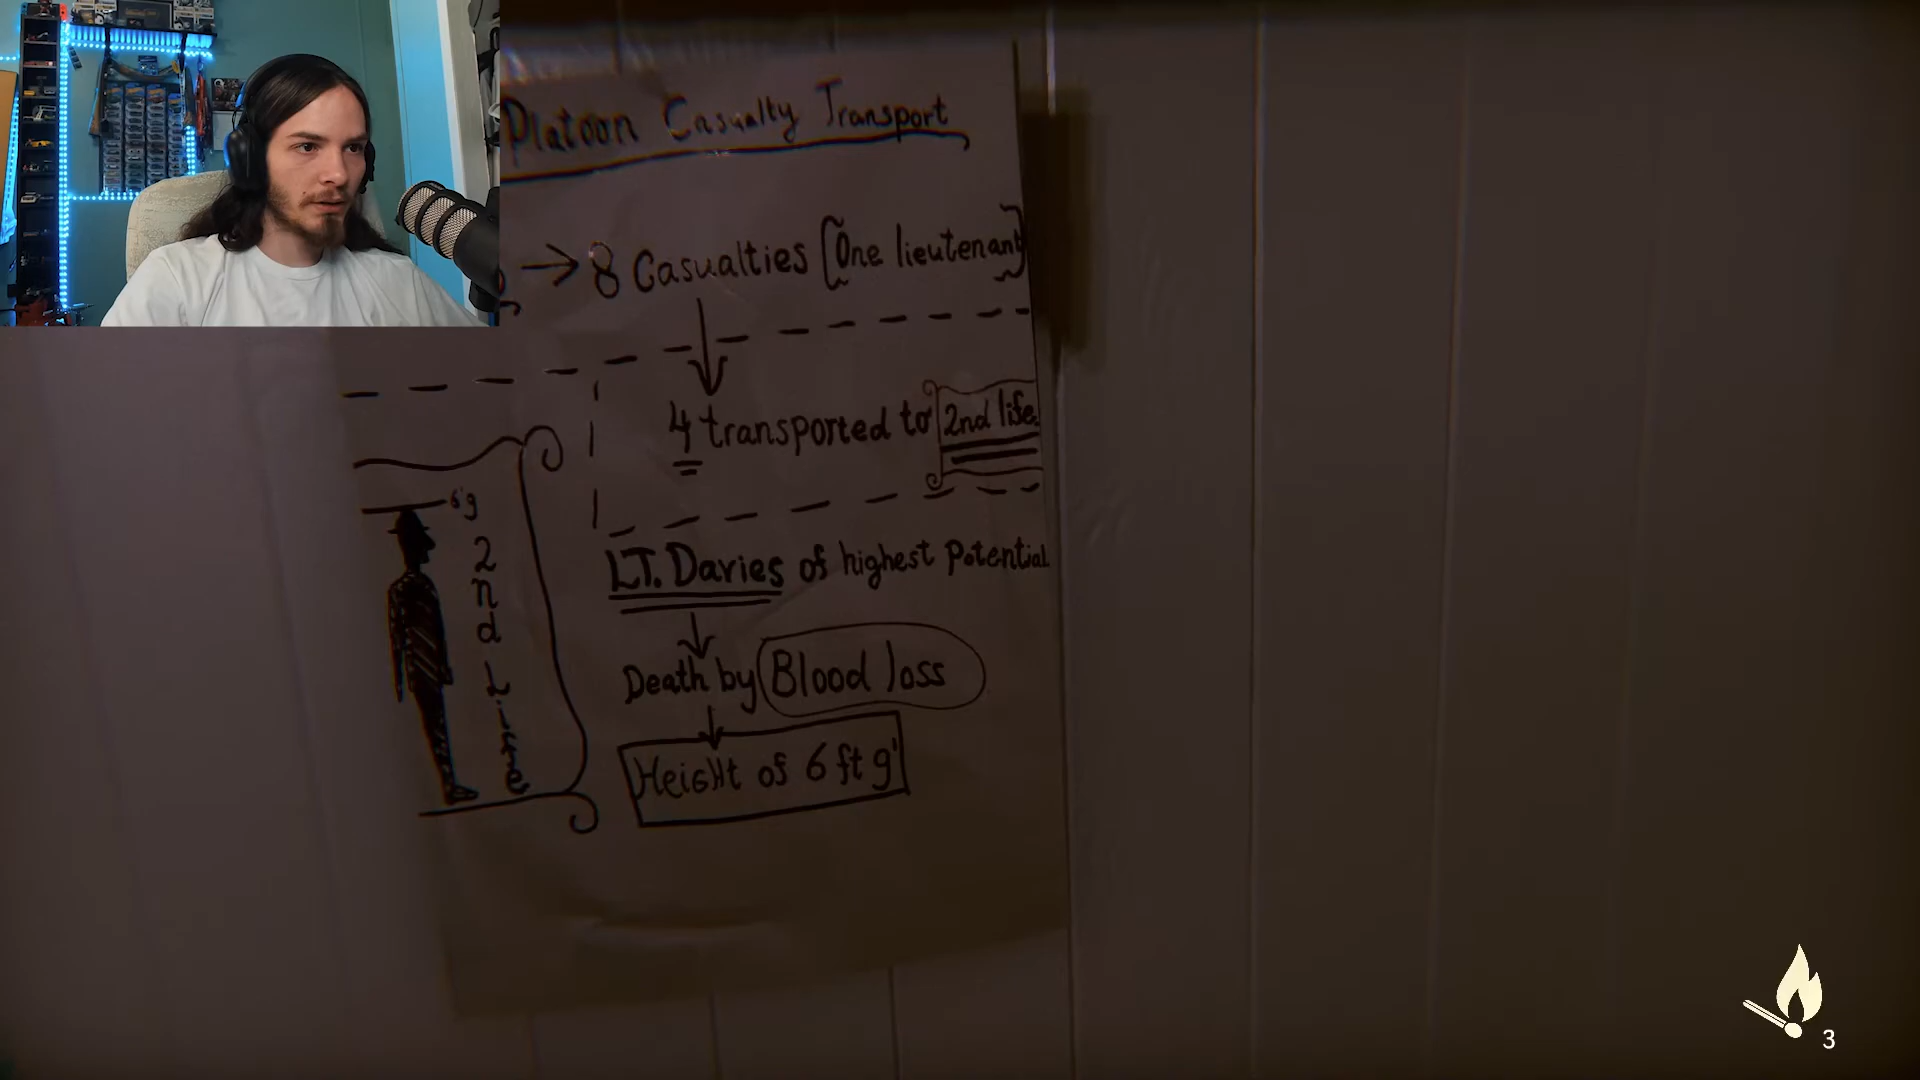 Platoon Casualty Transport
→ 8 Casualties [One lieutenant]
4 transported to 2nd life
6'9
2nd Life
LT. Davies of highest Potential
Death by Blood loss
Height of 6 ft 9'
3